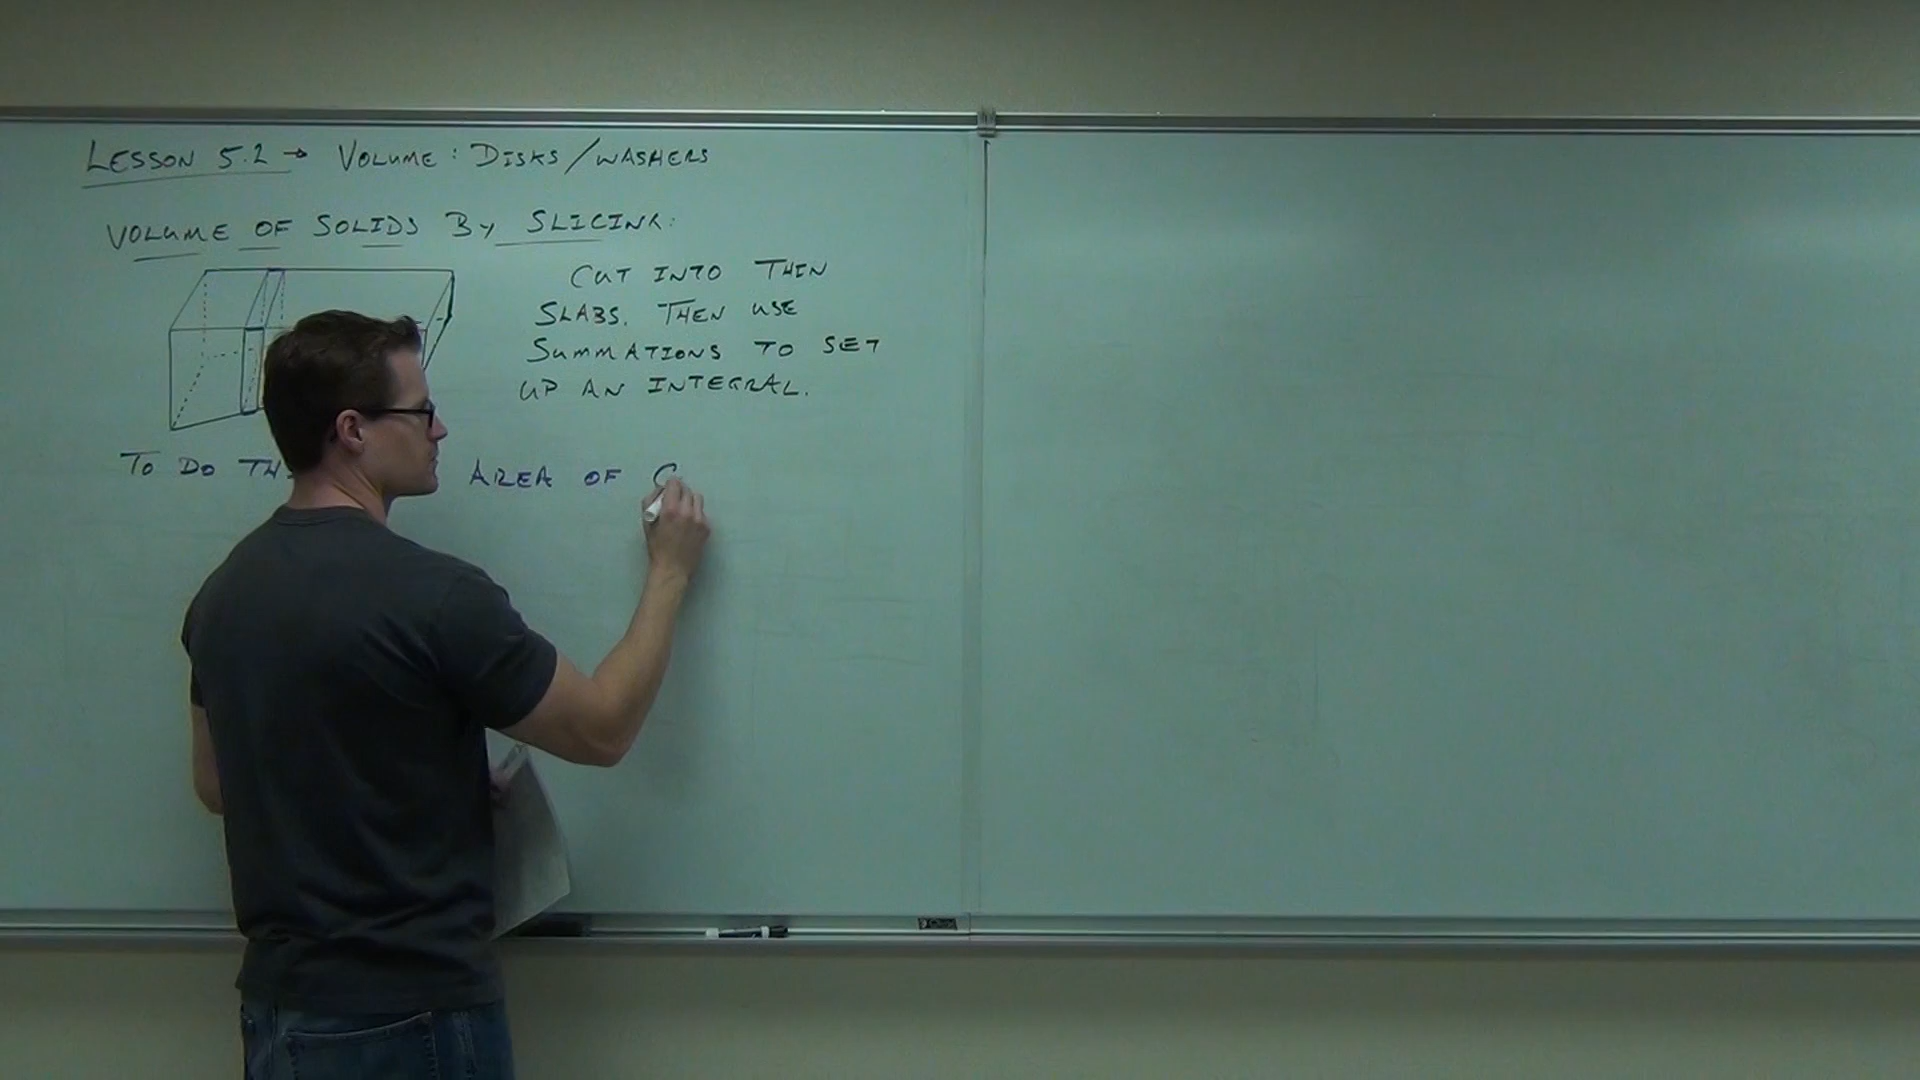 LESSON 5.2 → VOLUME: DISKS/WASHERS
VOLUME OF SOLIDS BY SLICING:
CUT INTO THIN
SLABS. THEN USE
SUMMATIONS TO SET
UP AN INTEGRAL.
TO DO AREA OF C